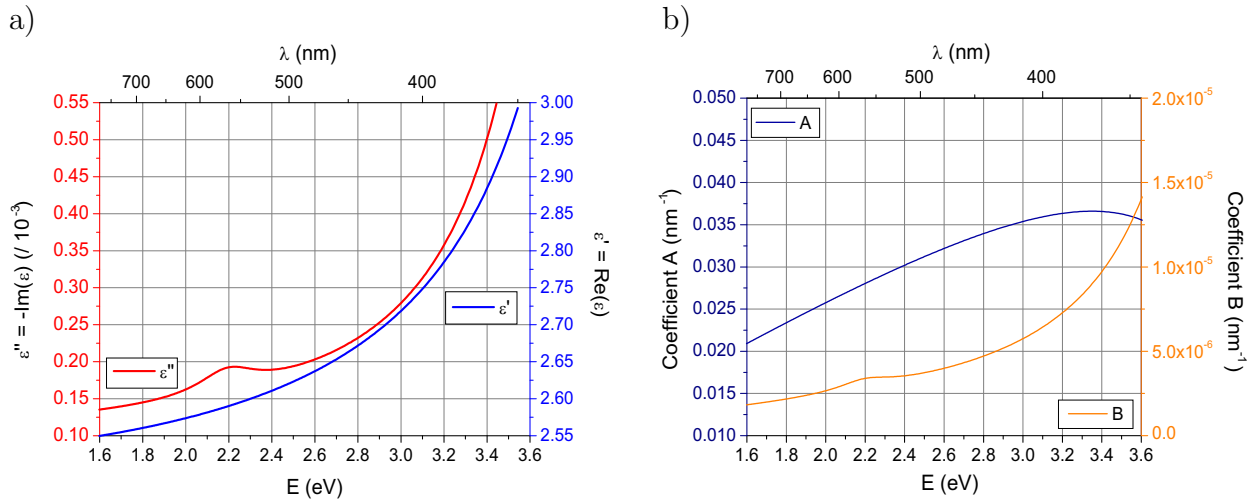 a)
λ (nm)
700 600 500 400
0.55
0.50
0.45
0.40
0.35
0.30
0.25
0.20
0.15
0.10
ε'' = -Im(ε) (/ 10⁻³)
3.00
2.95
2.90
2.85
2.80
2.75
2.70
2.65
2.60
2.55
ε' = Re(ε)
ε'
ε''
1.6 1.8 2.0 2.2 2.4 2.6 2.8 3.0 3.2 3.4 3.6
E (eV)
b)
λ (nm)
700 600 500 400
0.050
0.045
0.040
0.035
0.030
0.025
0.020
0.015
0.010
Coefficient A (nm⁻¹)
A
2.0x10⁻⁵
1.5x10⁻⁵
1.0x10⁻⁵
5.0x10⁻⁶
0.0
Coefficient B (nm⁻¹)
B
1.6 1.8 2.0 2.2 2.4 2.6 2.8 3.0 3.2 3.4 3.6
E (eV)